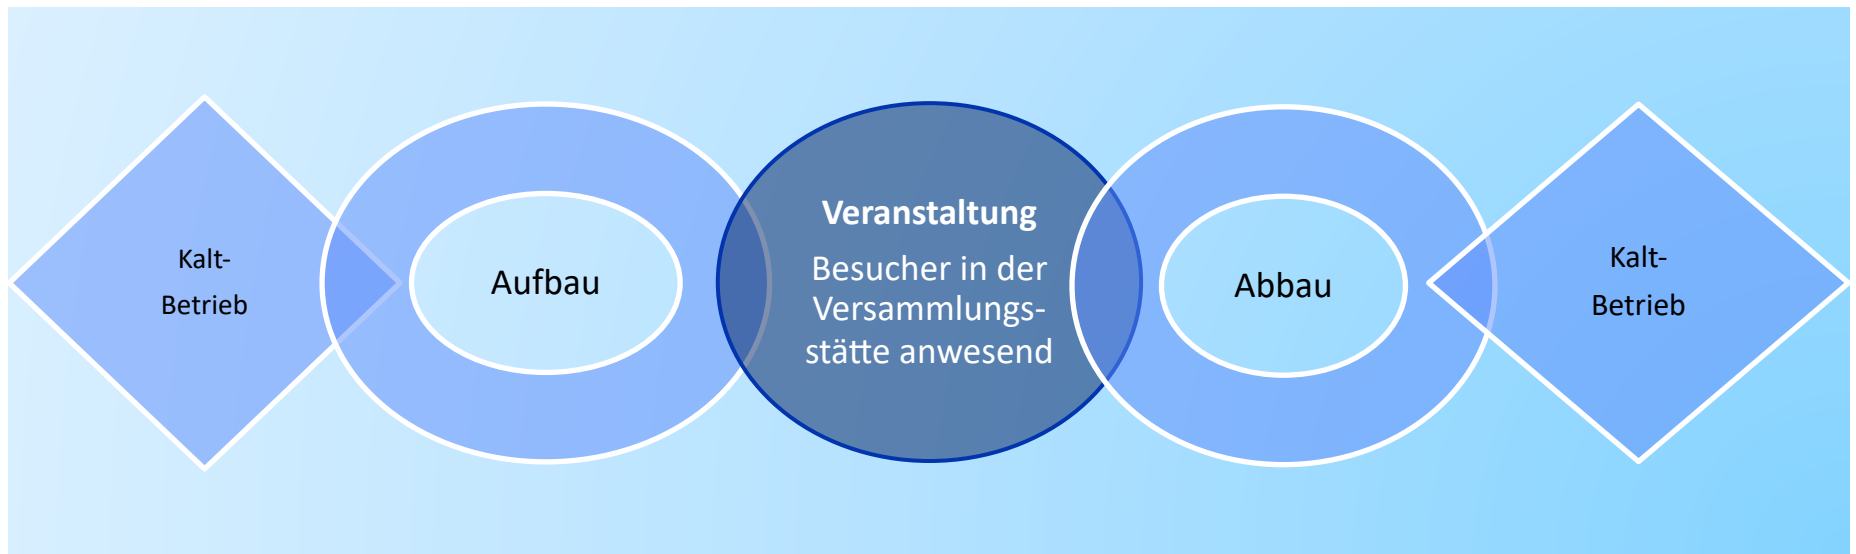 Kalt-
Betrieb
Aufbau
Veranstaltung
Besucher in der
Versammlungs-
stätte anwesend
Abbau
Kalt-
Betrieb